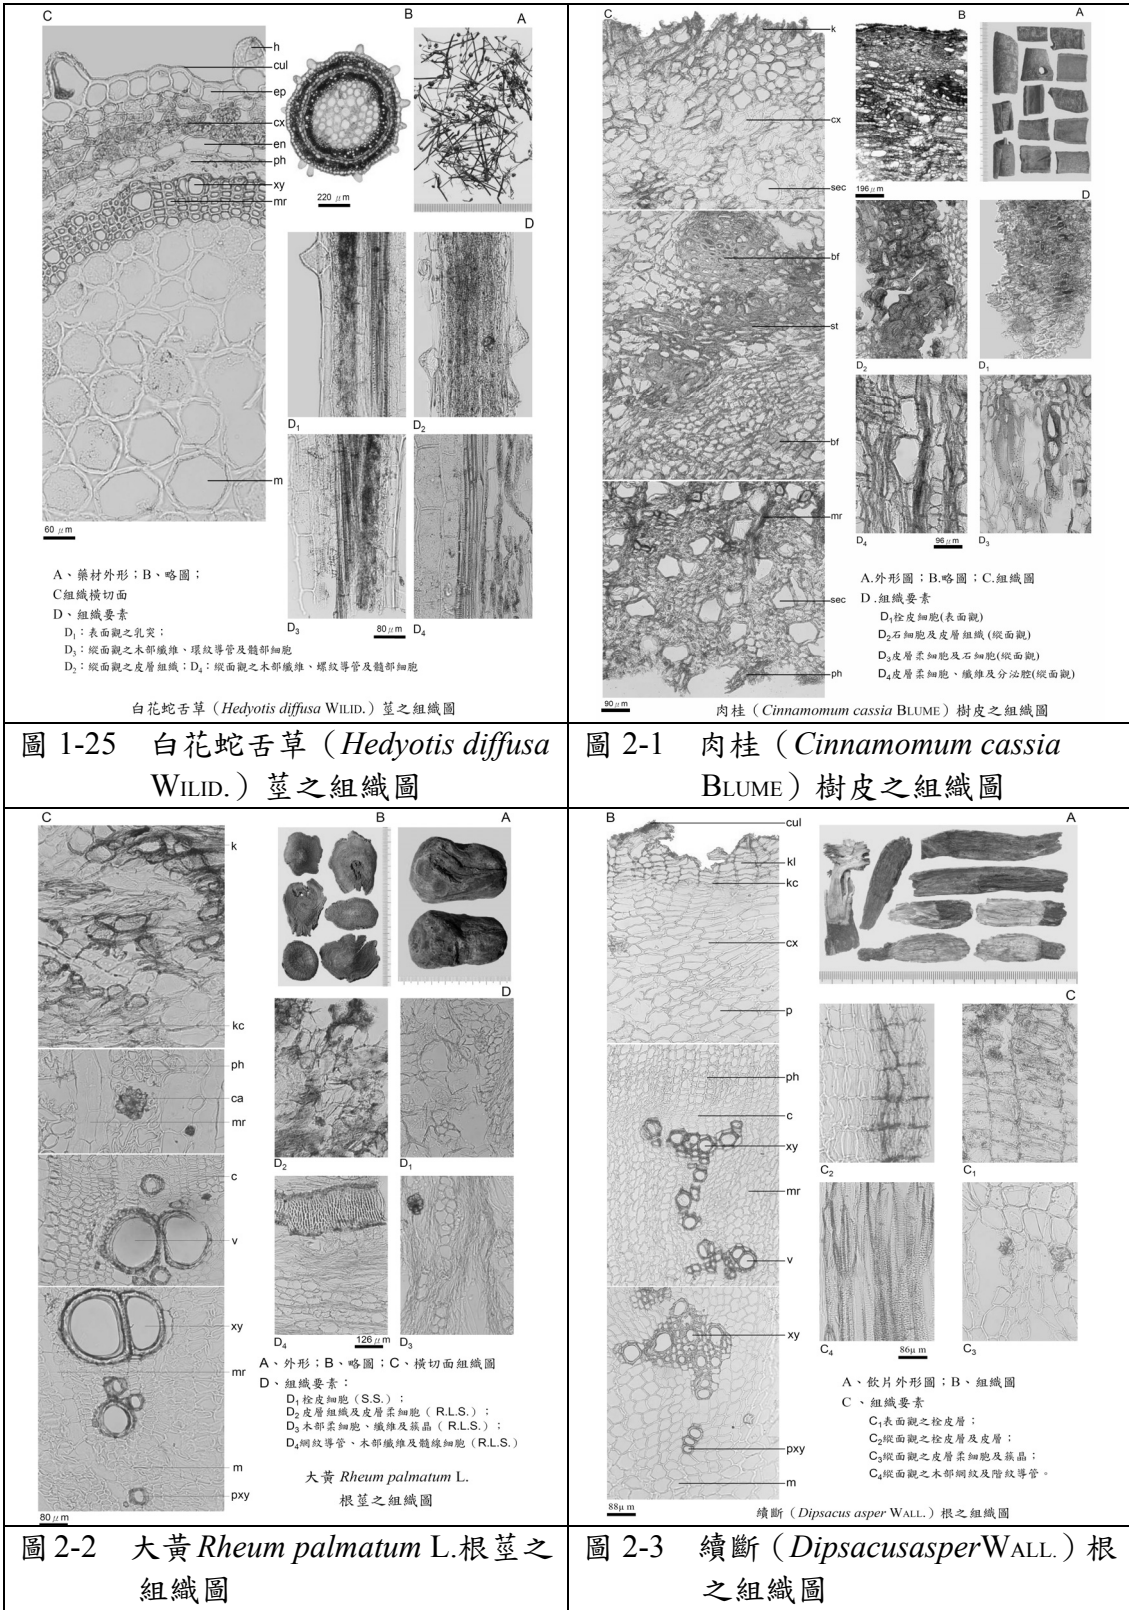 C
B
A
h
cul
ep
cx
en
ph
xy
mr
m
220 μm
D
D₁
D₂
D₃
D₄
60 μm
80 μm
A、藥材外形；B、略圖；
C組織橫切面
D、組織要素
D₁：表面觀之乳突；
D₃：縱面觀之木部纖維、環紋導管及髓部細胞
D₂：縱面觀之皮層組織；D₄：縱面觀之木部纖維、螺紋導管及髓部細胞
白花蛇舌草（Hedyotis diffusa WILID.）莖之組織圖
圖 1-25 白花蛇舌草（Hedyotis diffusa
WILID.）莖之組織圖
C
B
A
k
cx
sec
bf
st
bf
mr
sec
ph
196 μm
D
D₂
D₁
D₄
D₃
96 μm
90 μm
A.外形圖；B.略圖；C.組織圖
D .組織要素
D₁栓皮細胞(表面觀)
D₂石細胞及皮層組織(縱面觀)
D₃皮層柔細胞及石細胞(縱面觀)
D₄皮層柔細胞、纖維及分泌腔(縱面觀)
肉桂（Cinnamomum cassia BLUME）樹皮之組織圖
圖 2-1 肉桂（Cinnamomum cassia
BLUME）樹皮之組織圖
C
B
A
k
kc
ph
ca
mr
c
v
xy
mr
m
pxy
D
D₂
D₁
D₄
D₃
126 μm
80 μm
A、外形；B、略圖；C、橫切面組織圖
D、組織要素：
D₁栓皮細胞（S.S.）；
D₂皮層組織及皮層柔細胞（R.L.S.）；
D₃木部柔細胞、纖維及簇晶（R.L.S.）；
D₄網紋導管、木部纖維及髓線細胞（R.L.S.）
大黃 Rheum palmatum L.
根莖之組織圖
圖 2-2 大黃 Rheum palmatum L.根莖之
組織圖
B
A
cul
kl
kc
cx
p
ph
c
xy
mr
v
xy
pxy
m
C
C₂
C₁
C₄
C₃
86μ m
88μ m
A、飲片外形圖；B、組織圖
C 、組織要素
C₁表面觀之栓皮層；
C₂縱面觀之栓皮層及皮層；
C₃縱面觀之皮層柔細胞及簇晶；
C₄縱面觀之木部網紋及階紋導管。
續斷（Dipsacus asper WALL.）根之組織圖
圖 2-3 續斷（DipsacusasperWALL.）根
之組織圖